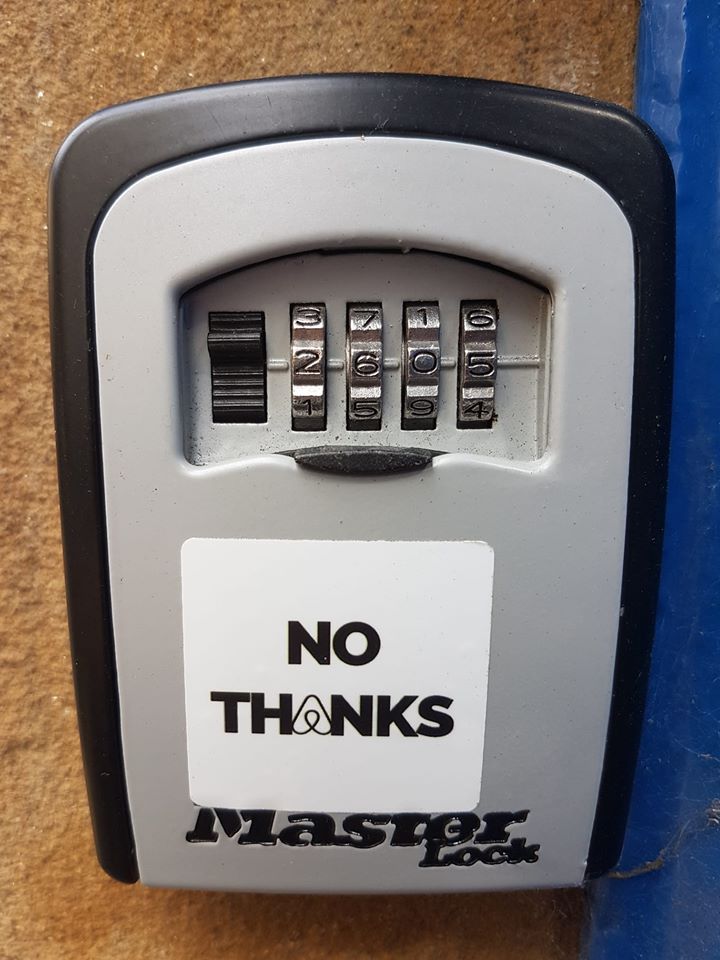 3 7 1 6
2 6 0 5
1 5 9 4
NO
THANKS
Master
Lock